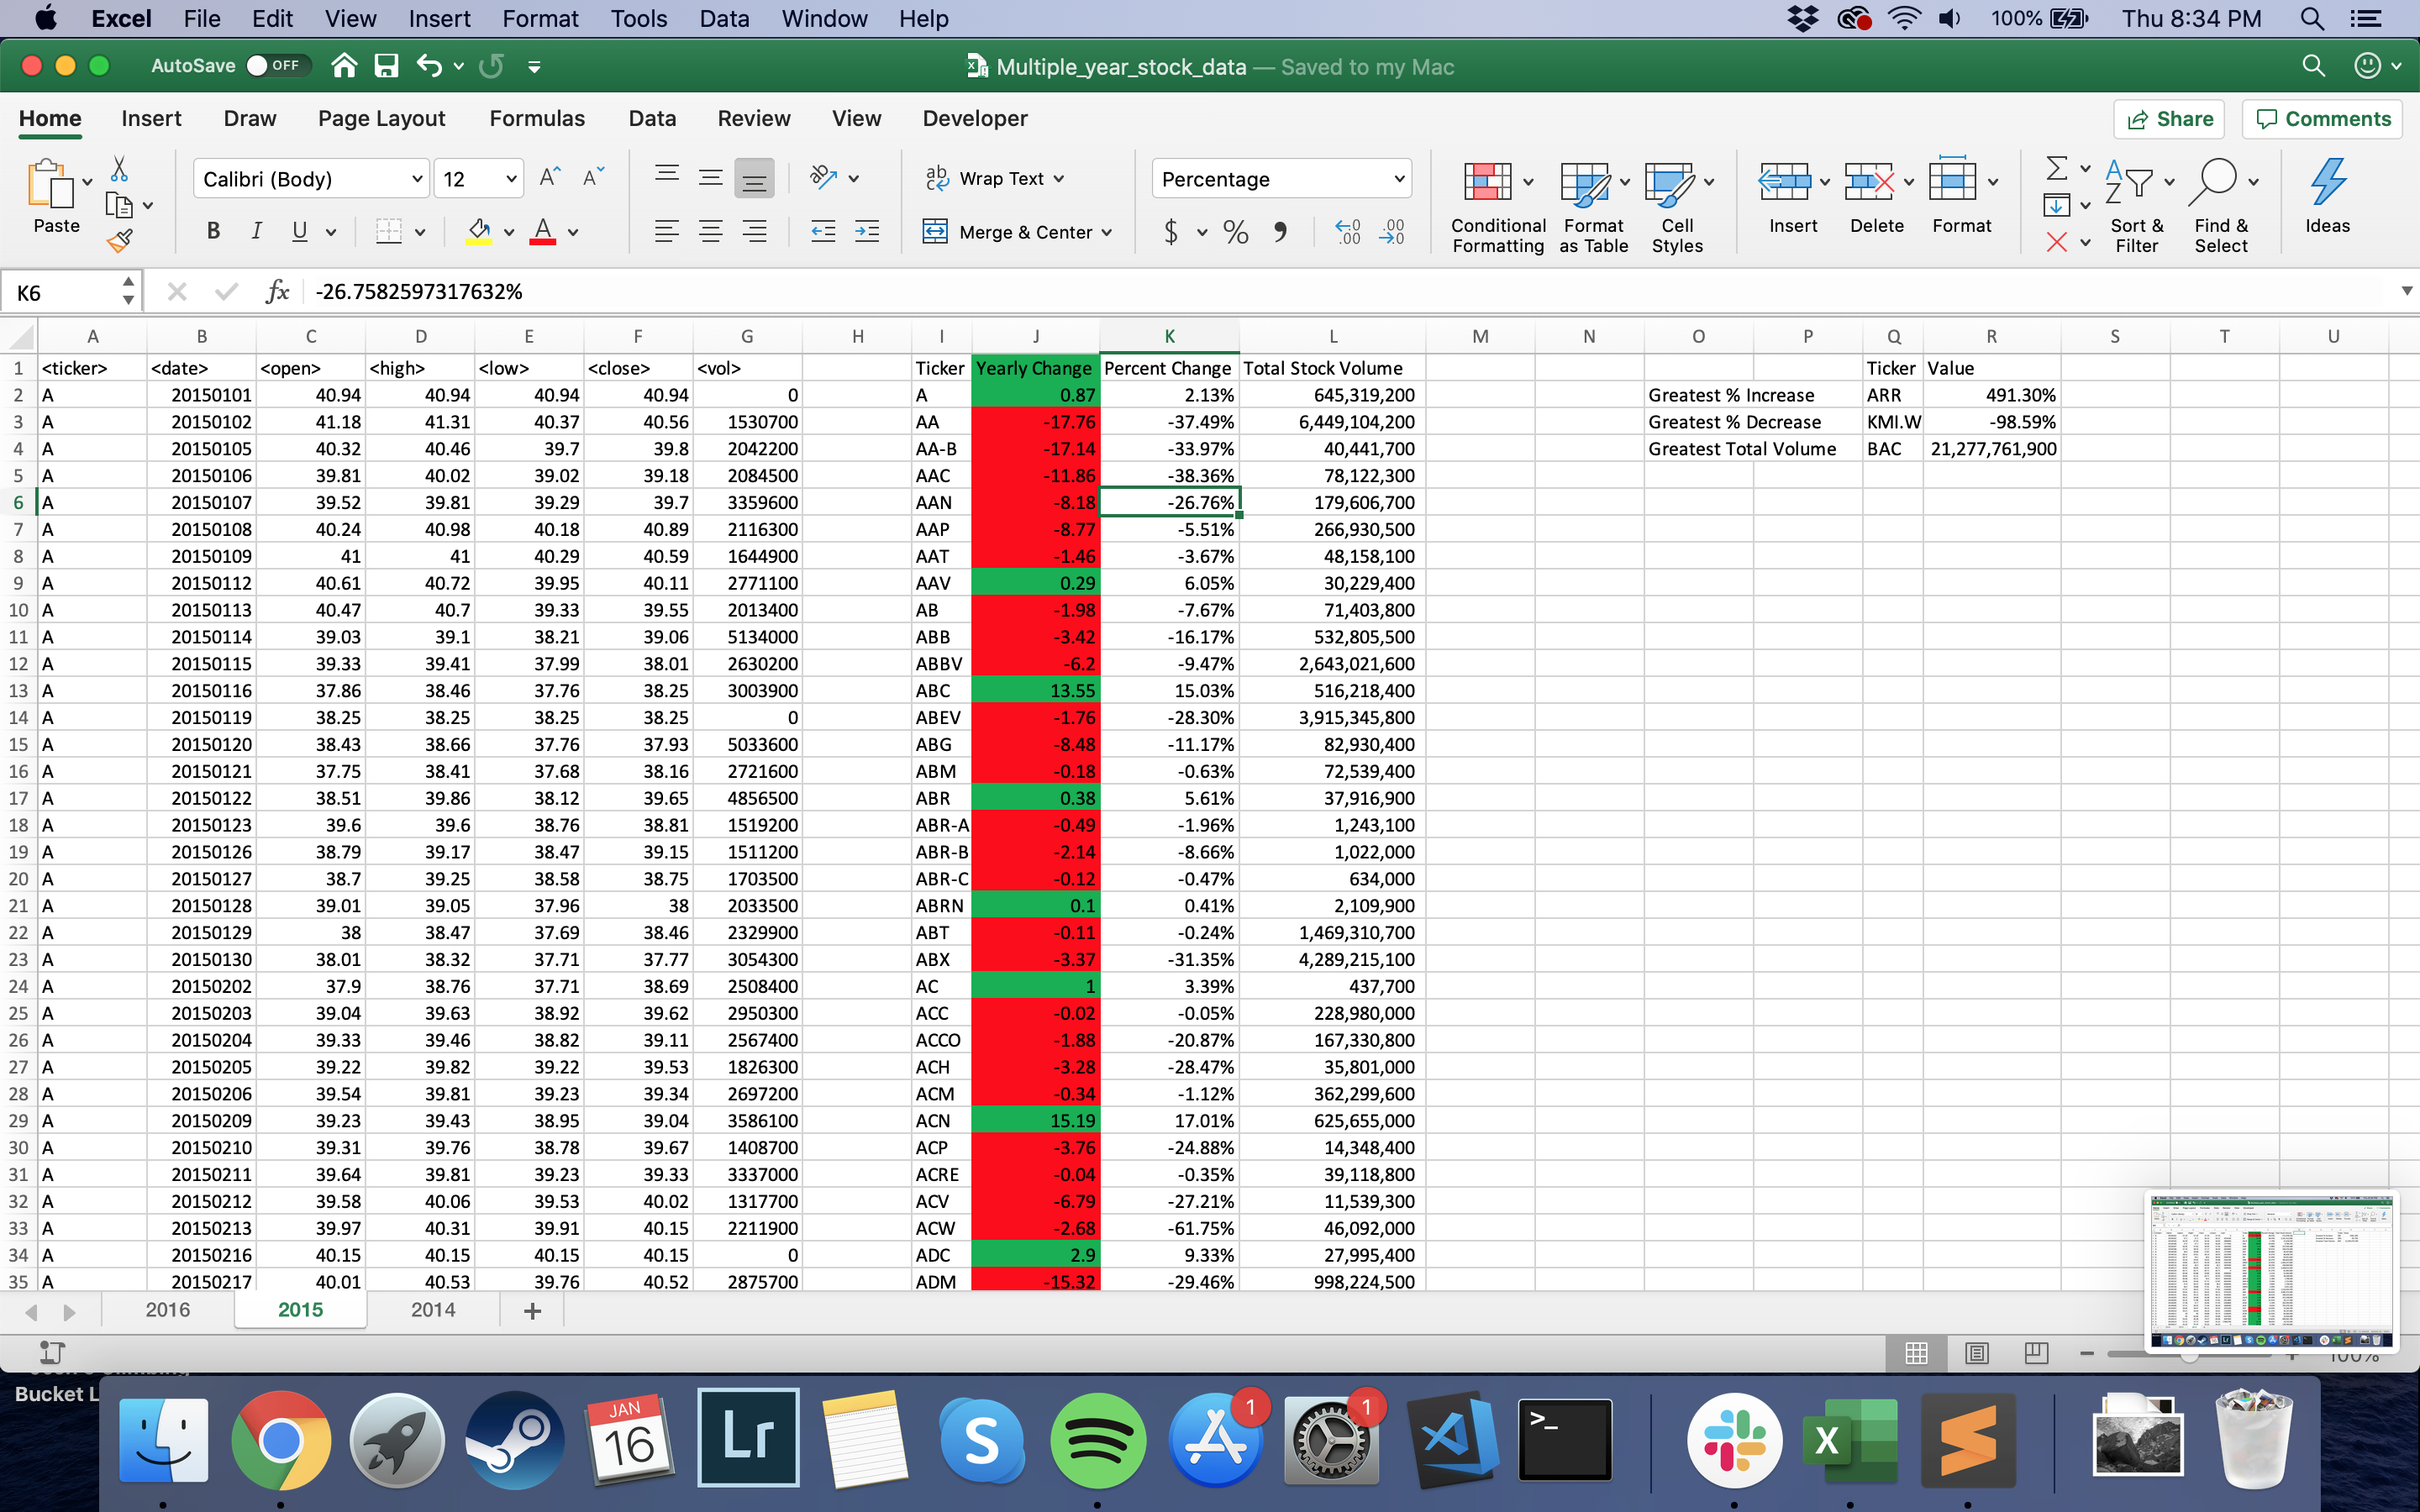 Excel File Edit View Insert Format Tools Data Window Help 100% Thu 8:34 PM
AutoSave OFF Multiple_year_stock_data — Saved to my Mac
Home Insert Draw Page Layout Formulas Data Review View Developer Share Comments
Paste Calibri (Body) 12 Wrap Text Percentage
B I U A Merge & Center $ %
Conditional Formatting Format as Table Cell Styles Insert Delete Format Sort & Filter Find & Select Ideas
K6 fx -26.7582597317632%
A B C D E F G H I J K L M N O P Q R S T U
1 <ticker> <date> <open> <high> <low> <close> <vol> Ticker Yearly Change Percent Change Total Stock Volume Ticker Value
2 A 20150101 40.94 40.94 40.94 40.94 0 A 0.87 2.13% 645,319,200 Greatest % Increase ARR 491.30%
3 A 20150102 41.18 41.31 40.37 40.56 1530700 AA -17.76 -37.49% 6,449,104,200 Greatest % Decrease KMI.W -98.59%
4 A 20150105 40.32 40.46 39.7 39.8 2042200 AA-B -17.14 -33.97% 40,441,700 Greatest Total Volume BAC 21,277,761,900
5 A 20150106 39.81 40.02 39.02 39.18 2084500 AAC -11.86 -38.36% 78,122,300
6 A 20150107 39.52 39.81 39.29 39.7 3359600 AAN -8.18 -26.76% 179,606,700
7 A 20150108 40.24 40.98 40.18 40.89 2116300 AAP -8.77 -5.51% 266,930,500
8 A 20150109 41 41 40.29 40.59 1644900 AAT -1.46 -3.67% 48,158,100
9 A 20150112 40.61 40.72 39.95 40.11 2771100 AAV 0.29 6.05% 30,229,400
10 A 20150113 40.47 40.7 39.33 39.55 2013400 AB -1.98 -7.67% 71,403,800
11 A 20150114 39.03 39.1 38.21 39.06 5134000 ABB -3.42 -16.17% 532,805,500
12 A 20150115 39.33 39.41 37.99 38.01 2630200 ABBV -6.2 -9.47% 2,643,021,600
13 A 20150116 37.86 38.46 37.76 38.25 3003900 ABC 13.55 15.03% 516,218,400
14 A 20150119 38.25 38.25 38.25 38.25 0 ABEV -1.76 -28.30% 3,915,345,800
15 A 20150120 38.43 38.66 37.76 37.93 5033600 ABG -8.48 -11.17% 82,930,400
16 A 20150121 37.75 38.41 37.68 38.16 2721600 ABM -0.18 -0.63% 72,539,400
17 A 20150122 38.51 39.86 38.12 39.65 4856500 ABR 0.38 5.61% 37,916,900
18 A 20150123 39.6 39.6 38.76 38.81 1519200 ABR-A -0.49 -1.96% 1,243,100
19 A 20150126 38.79 39.17 38.47 39.15 1511200 ABR-B -2.14 -8.66% 1,022,000
20 A 20150127 38.7 39.25 38.58 38.75 1703500 ABR-C -0.12 -0.47% 634,000
21 A 20150128 39.01 39.05 37.96 38 2033500 ABRN 0.1 0.41% 2,109,900
22 A 20150129 38 38.47 37.69 38.46 2329900 ABT -0.11 -0.24% 1,469,310,700
23 A 20150130 38.01 38.32 37.71 37.77 3054300 ABX -3.37 -31.35% 4,289,215,100
24 A 20150202 37.9 38.76 37.71 38.69 2508400 AC 1 3.39% 437,700
25 A 20150203 39.04 39.63 38.92 39.62 2950300 ACC -0.02 -0.05% 228,980,000
26 A 20150204 39.33 39.46 38.82 39.11 2567400 ACCO -1.88 -20.87% 167,330,800
27 A 20150205 39.22 39.82 39.22 39.53 1826300 ACH -3.28 -28.47% 35,801,000
28 A 20150206 39.54 39.81 39.23 39.34 2697200 ACM -0.34 -1.12% 362,299,600
29 A 20150209 39.23 39.43 38.95 39.04 3586100 ACN 15.19 17.01% 625,655,000
30 A 20150210 39.31 39.76 38.78 39.67 1408700 ACP -3.76 -24.88% 14,348,400
31 A 20150211 39.64 39.81 39.23 39.33 3337000 ACRE -0.04 -0.35% 39,118,800
32 A 20150212 39.58 40.06 39.53 40.02 1317700 ACV -6.79 -27.21% 11,539,300
33 A 20150213 39.97 40.31 39.91 40.15 2211900 ACW -2.68 -61.75% 46,092,000
34 A 20150216 40.15 40.15 40.15 40.15 0 ADC 2.9 9.33% 27,995,400
35 A 20150217 40.01 40.53 39.76 40.52 2875700 ADM -15.32 -29.46% 998,224,500
2016 2015 2014 +
100%
Bucket L
JAN 16 Lr S 1 1 >_ X